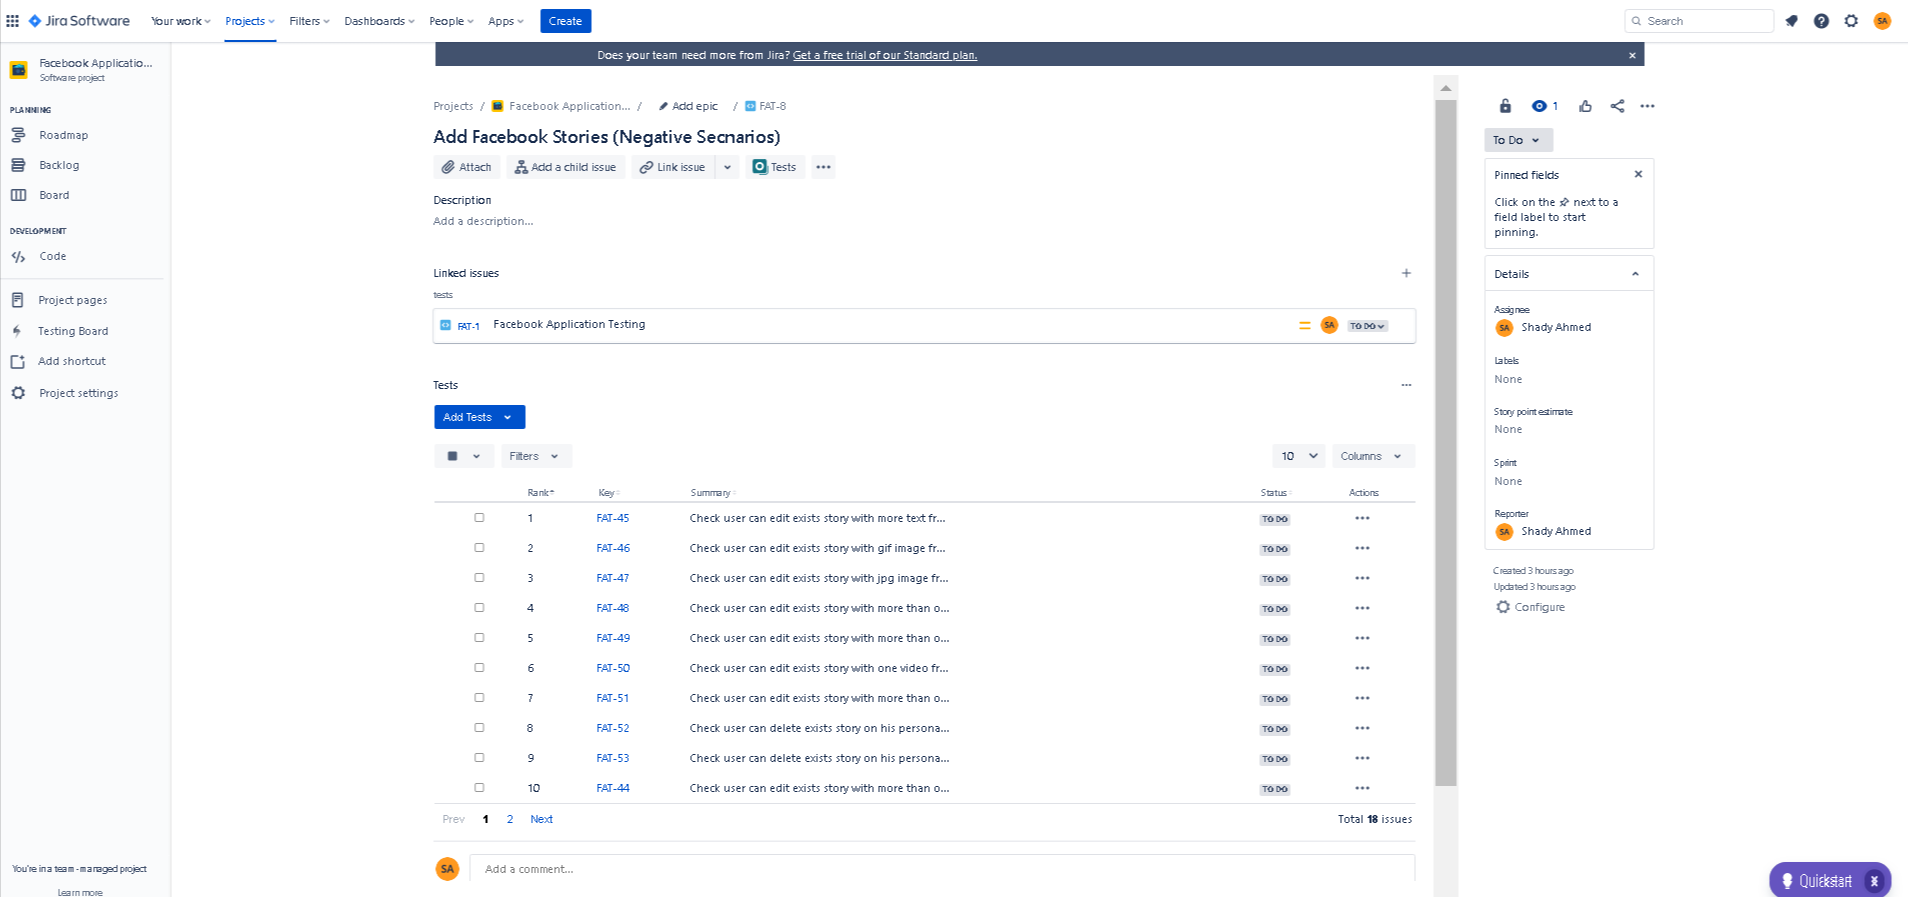 Jira Software Your work Projects Filters Dashboards People Apps Create Search SA
Does your team need more from Jira? Get a free trial of our Standard plan.
Facebook Applicatio...
Software project
PLANNING
Roadmap
Backlog
Board
DEVELOPMENT
Code
Project pages
Testing Board
Add shortcut
Project settings
You're in a team-managed project
Learn more
Projects / Facebook Application... / Add epic / FAT-8
Add Facebook Stories (Negative Secnarios)
Attach Add a child issue Link issue Tests
Description
Add a description...
Linked issues
tests
FAT-1 Facebook Application Testing SA TO DO
Tests
Add Tests
Filters 10 Columns
Rank Key Summary Status Actions
1 FAT-45 Check user can edit exists story with more text fr... TO DO
2 FAT-46 Check user can edit exists story with gif image fr... TO DO
3 FAT-47 Check user can edit exists story with jpg image fr... TO DO
4 FAT-48 Check user can edit exists story with more than o... TO DO
5 FAT-49 Check user can edit exists story with more than o... TO DO
6 FAT-50 Check user can edit exists story with one video fr... TO DO
7 FAT-51 Check user can edit exists story with more than o... TO DO
8 FAT-52 Check user can delete exists story on his persona... TO DO
9 FAT-53 Check user can delete exists story on his persona... TO DO
10 FAT-44 Check user can edit exists story with more than o... TO DO
Prev 1 2 Next Total 18 issues
SA Add a comment...
1
To Do
Pinned fields
Click on the next to a
field label to start
pinning.
Details
Assignee
SA Shady Ahmed
Labels
None
Story point estimate
None
Sprint
None
Reporter
SA Shady Ahmed
Created 3 hours ago
Updated 3 hours ago
Configure
Quickstart